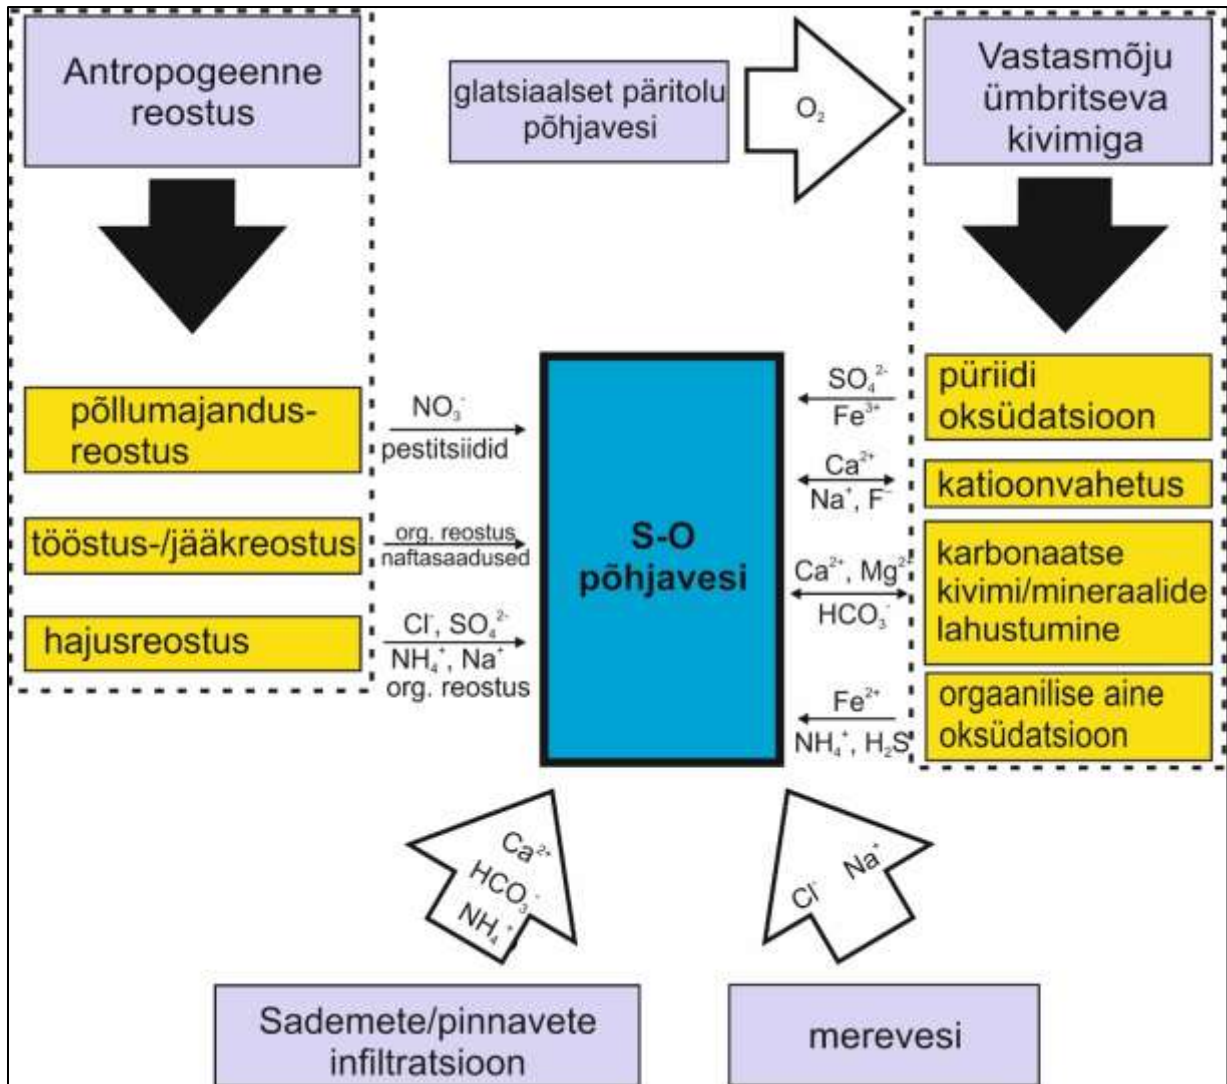 Antropogeenne
reostus
glatsiaalset päritolu
põhjavesi
O₂
Vastasmõju
ümbritseva
kivimiga
põllumajandus-
reostus
NO₃⁻
pestitsiidid
tööstus-/jääkreostus
org. reostus
naftasaadused
hajusreostus
Cl⁻, SO₄²⁻
NH₄⁺, Na⁺
org. reostus
S-O
põhjavesi
SO₄²⁻
Fe³⁺
püriidi
oksüdatsioon
Ca²⁺
Na⁺, F⁻
katioonvahetus
Ca²⁺, Mg²⁻
HCO₃⁻
karbonaatse
kivimi/mineraalide
lahustumine
Fe²⁺
NH₄⁺, H₂S
orgaanilise aine
oksüdatsioon
Ca²⁺
HCO₃⁻
NH₄⁺
Cl⁻ Na⁺
Sademete/pinnavete
infiltratsioon
merevesi